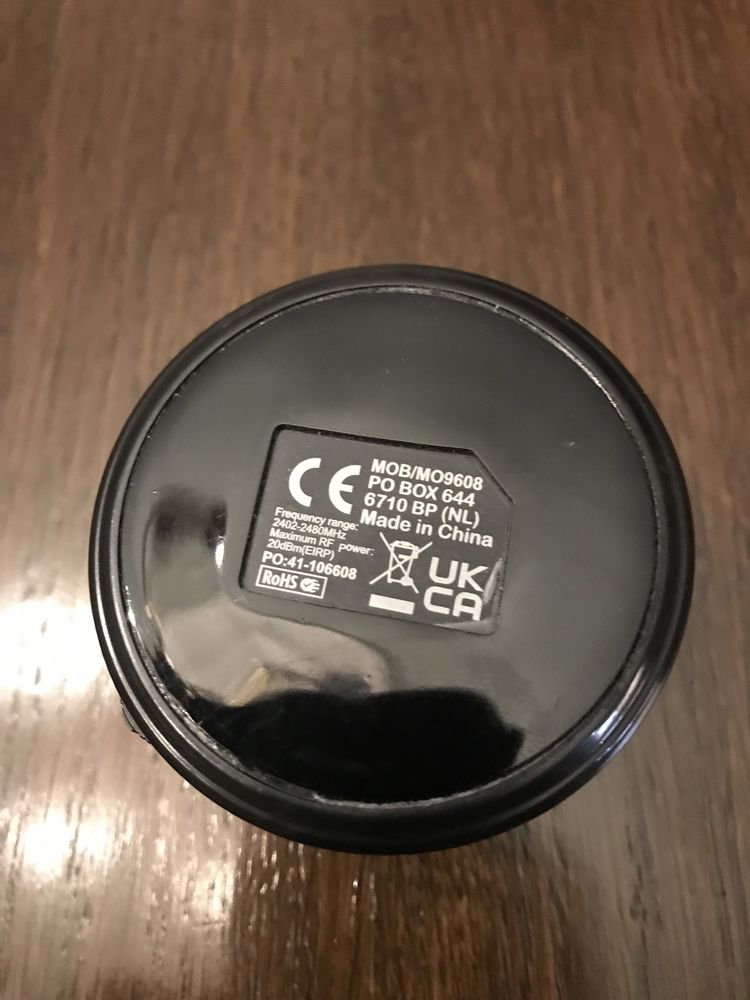 CE
MOB/MO9608
PO BOX 644
6710 BP (NL)
Made in China
Frequency range:
2402-2480MHz
Maximum RF power:
20dBm(EIRP)
PO:41-106608
RoHS
UK
CA